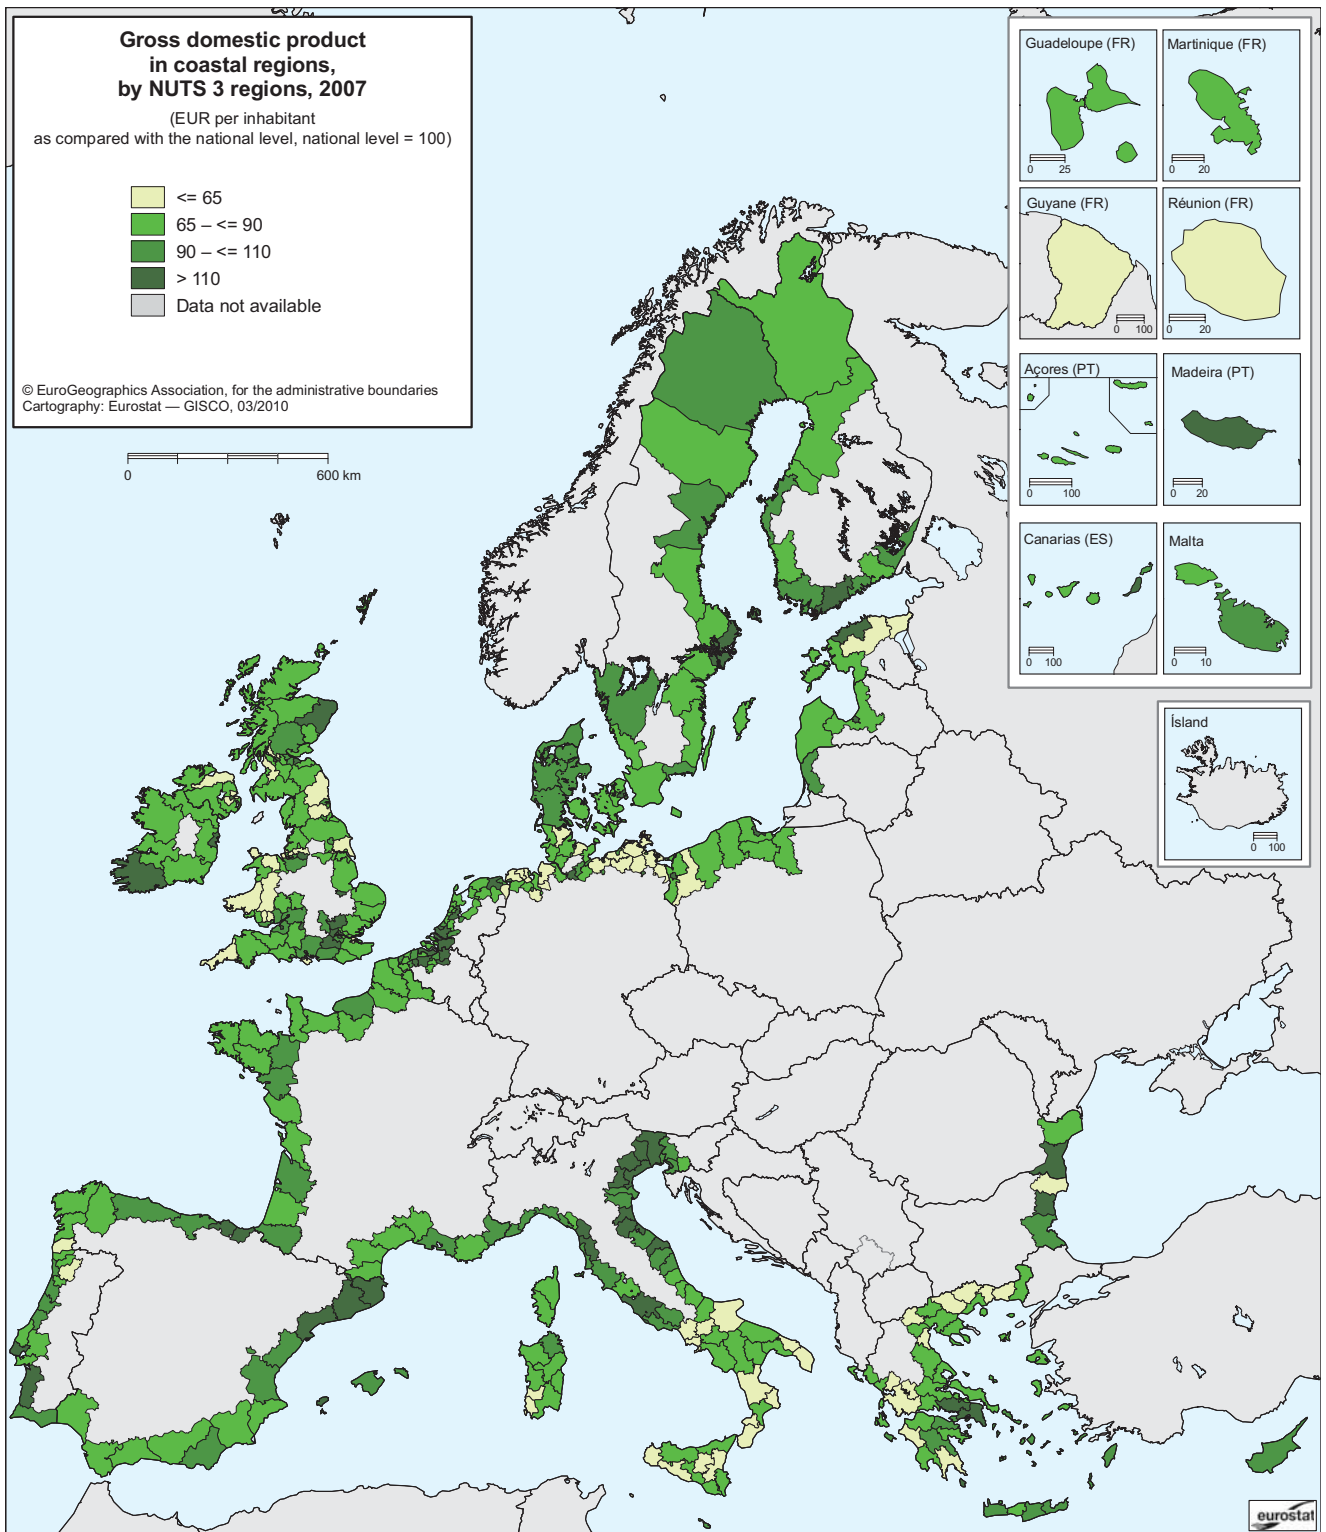 Gross domestic product
in coastal regions,
by NUTS 3 regions, 2007
(EUR per inhabitant
as compared with the national level, national level = 100)
<= 65
65 – <= 90
90 – <= 110
> 110
Data not available
© EuroGeographics Association, for the administrative boundaries
Cartography: Eurostat — GISCO, 03/2010
0 600 km
Guadeloupe (FR)
0 25
Martinique (FR)
0 20
Guyane (FR)
0 100
Réunion (FR)
0 20
Açores (PT)
0 100
Madeira (PT)
0 20
Canarias (ES)
0 100
Malta
0 10
Ísland
0 100
eurostat